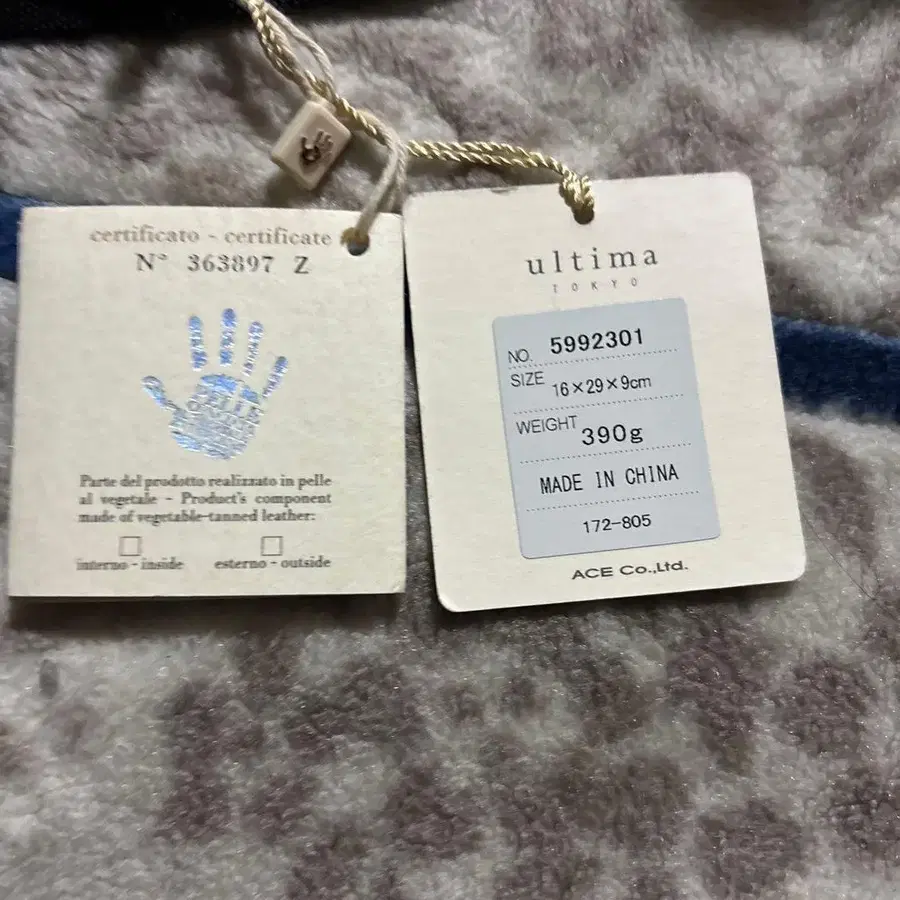 certificato - certificate
N° 363897 Z
Parte del prodotto realizzato in pelle
al vegetale - Product's component
made of vegetable-tanned leather:
interno - inside
esterno - outside
ultima
TOKYO
NO. 5992301
SIZE 16×29×9cm
WEIGHT 390g
MADE IN CHINA
172-805
ACE Co.,Ltd.